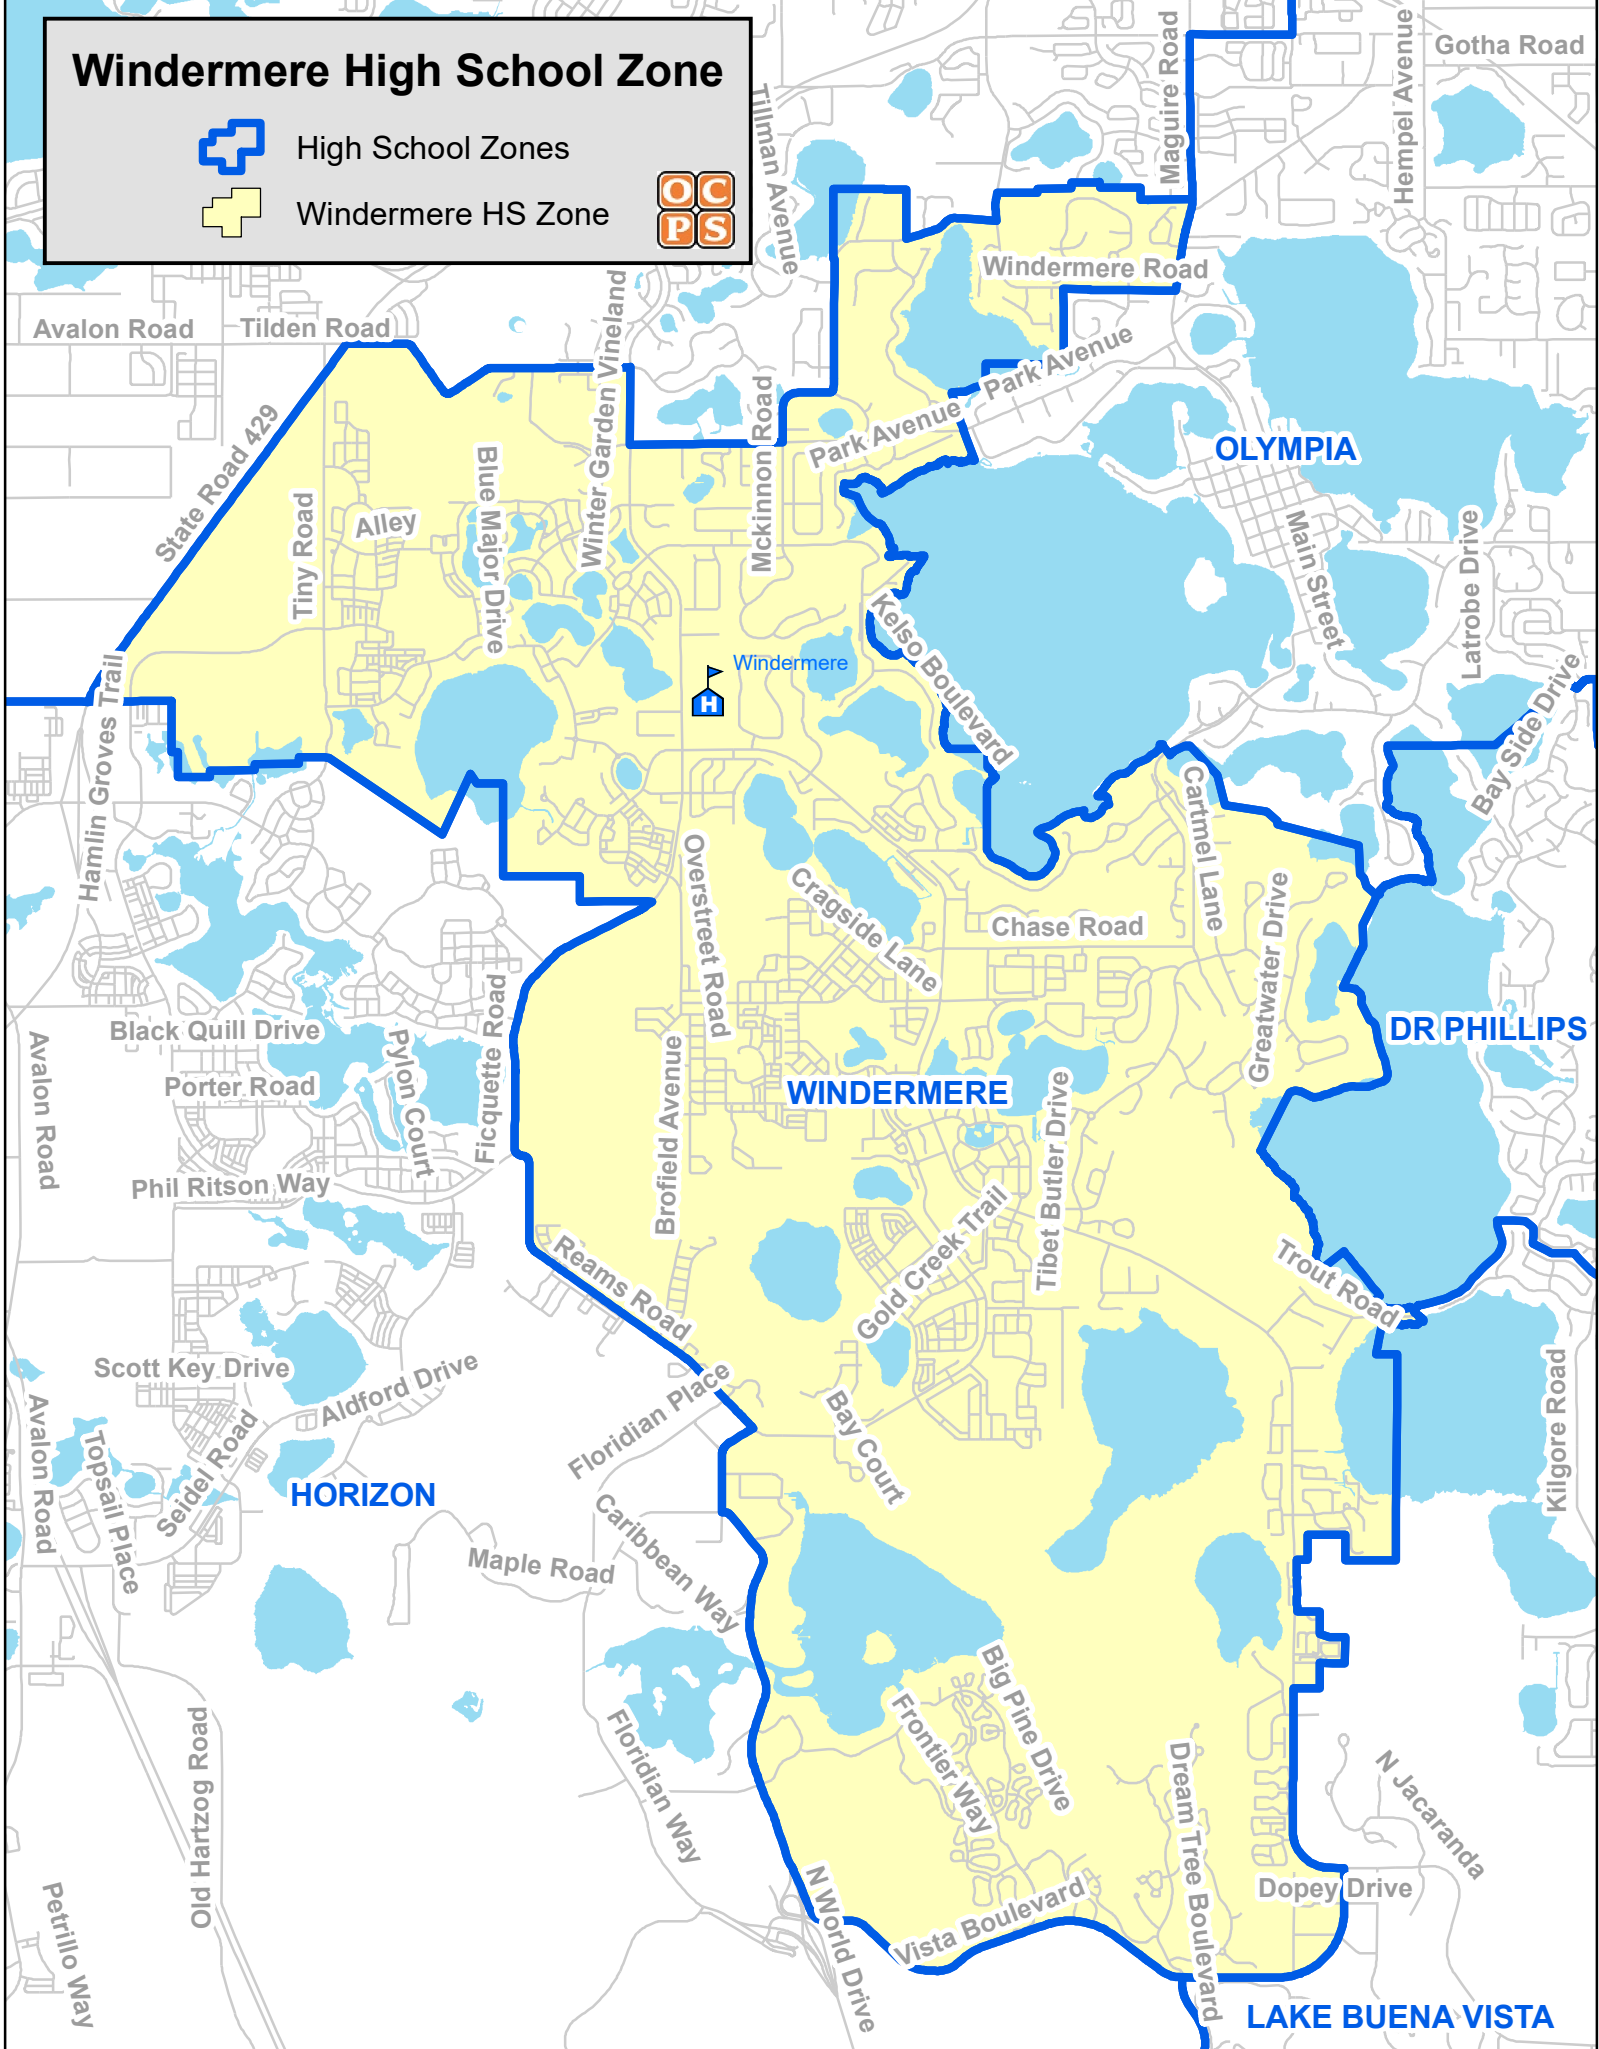 Windermere High School Zone
High School Zones
Windermere HS Zone
OC
PS
Gotha Road
Maguire Road
Hempel Avenue
Tillman Avenue
Windermere Road
Avalon Road
Tilden Road
Winter Garden Vineland
Park Avenue
Park Avenue
Mckinnon Road
State Road 429
OLYMPIA
Blue Major Drive
Alley
Tiny Road
Main Street
Latrobe Drive
Kelso Boulevard
Windermere
H
Hamlin Groves Trail
Bay Side Drive
Cartmel Lane
Overstreet Road
Cragside Lane
Greatwater Drive
Chase Road
Ficquette Road
Black Quill Drive
DR PHILLIPS
Avalon Road
Pylon Court
Porter Road
WINDERMERE
Brofield Avenue
Tibet Butler Drive
Phil Ritson Way
Gold Creek Trail
Reams Road
Trout Road
Scott Key Drive
Aldford Drive
Floridian Place
Kilgore Road
Avalon Road
Topsail Place
Seidel Road
Bay Court
HORIZON
Caribbean Way
Maple Road
Big Pine Drive
Frontier Way
Old Hartzog Road
Floridian Way
Dream Tree Boulevard
N Jacaranda
N World Drive
Vista Boulevard
Dopey Drive
Petrillo Way
LAKE BUENA VISTA